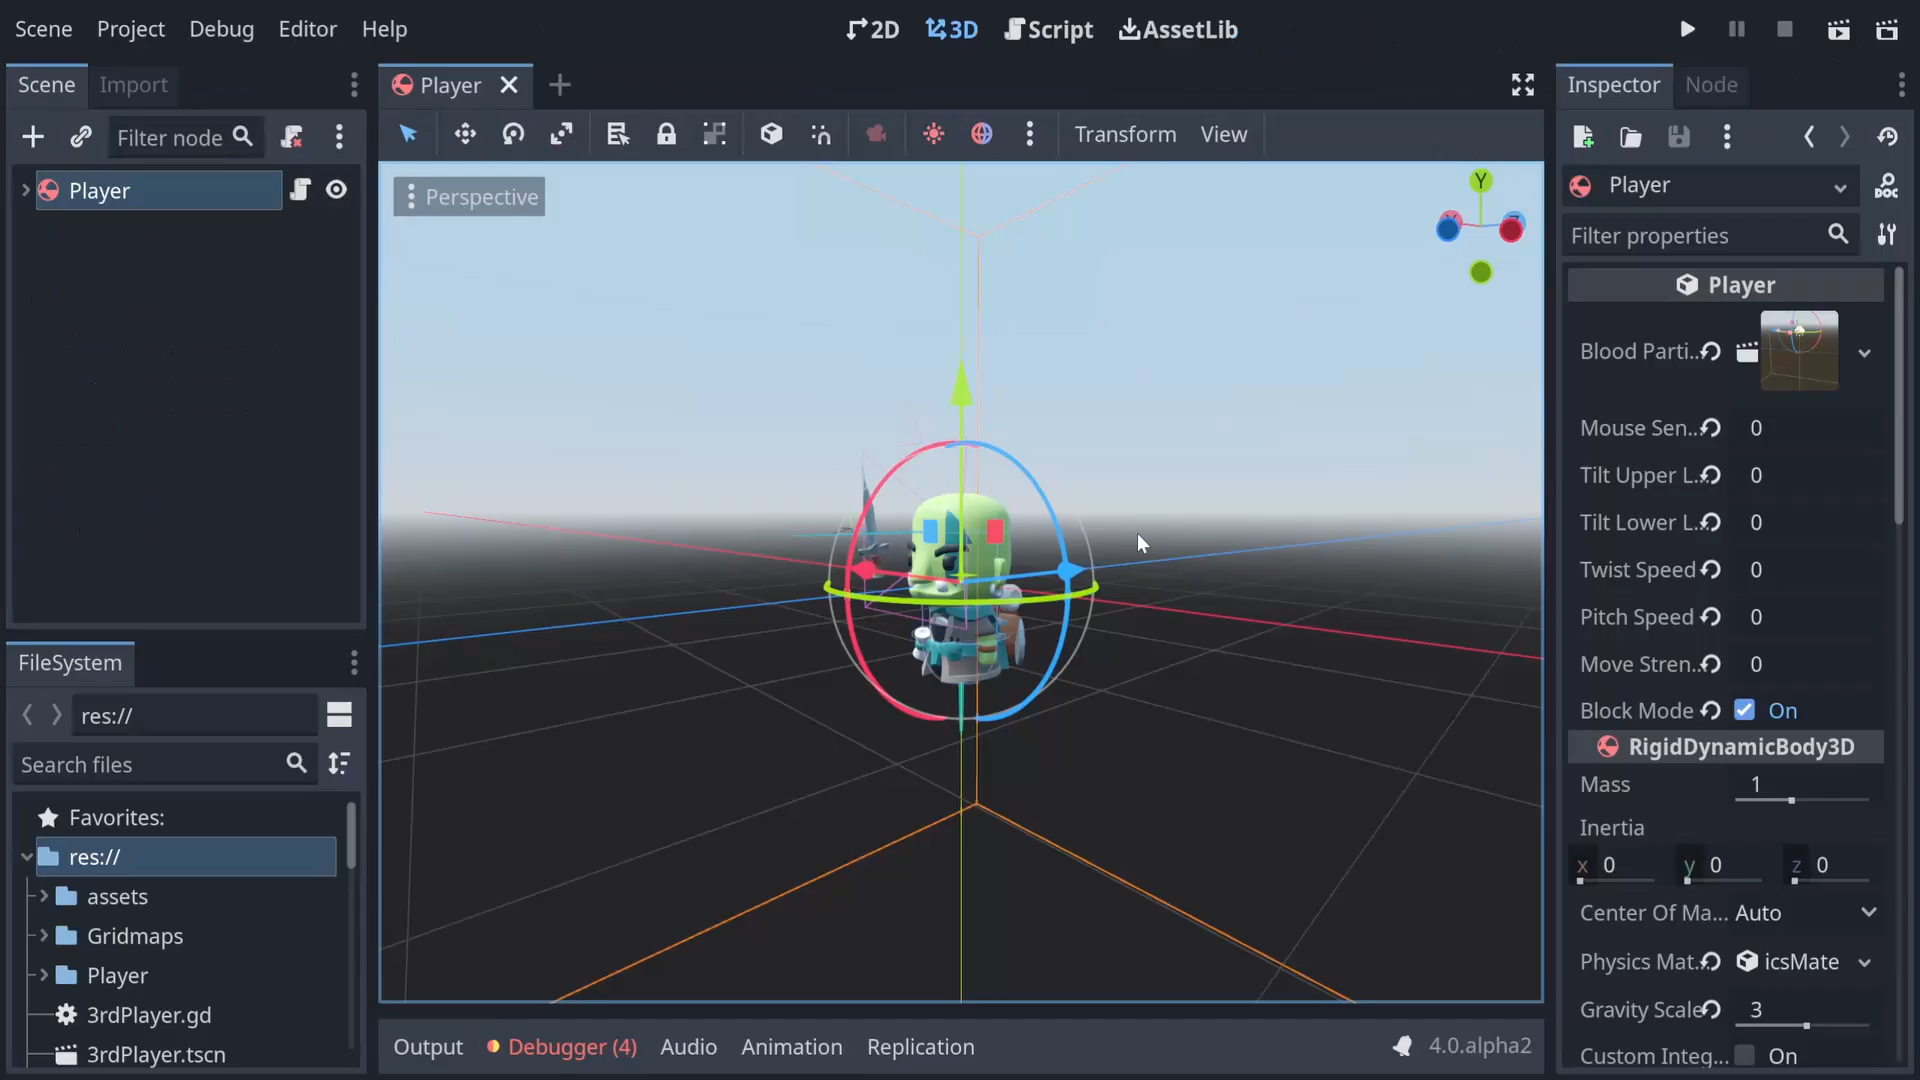 Scene Project Debug Editor Help
2D 3D Script AssetLib
Scene Import
Filter node
Player
FileSystem
res://
Search files
Favorites:
res://
assets
Gridmaps
Player
3rdPlayer.gd
3rdPlayer.tscn
Player
Transform View
Perspective
Y
Z
Output Debugger (4) Audio Animation Replication
4.0.alpha2
Inspector Node
Player
DOC
Filter properties
Player
Blood Parti..
Mouse Sen... 0
Tilt Upper L... 0
Tilt Lower L... 0
Twist Speed 0
Pitch Speed 0
Move Stren... 0
Block Mode On
RigidDynamicBody3D
Mass 1
Inertia
x 0 y 0 z 0
Center Of Ma... Auto
Physics Mat... icsMate
Gravity Scale 3
Custom Integ... On